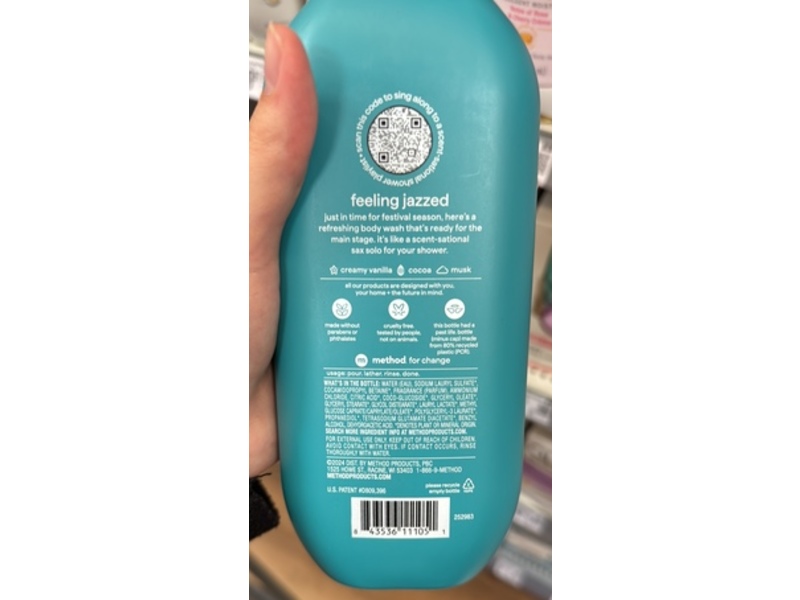 scan this code to sing along to a scent-sational shower playlist •
feeling jazzed
just in time for festival season, here's a
refreshing body wash that's ready for the
main stage. it's like a scent-sational
sax solo for your shower.
creamy vanilla cocoa musk
all our products are designed with you,
your home + the future in mind.
made without
parabens or
phthalates
cruelty free.
tested by people,
not on animals.
this bottle had a
past life. bottle
(minus cap) made
from 80% recycled
plastic (PCR).
m. method. for change
usage: pour. lather. rinse. done.
WHAT'S IN THE BOTTLE: WATER (EAU), SODIUM LAURYL SULFATE*,
COCAMIDOPROPYL BETAINE*, FRAGRANCE (PARFUM), AMMONIUM
CHLORIDE, CITRIC ACID*, COCO-GLUCOSIDE*, GLYCERYL OLEATE*,
GLYCERYL STEARATE*, GLYCOL DISTEARATE*, LAURYL LACTATE*, METHYL
GLUCOSE CAPRATE/CAPRYLATE/OLEATE*, POLYGLYCERYL-3 LAURATE*,
PROPANEDIOL*, TETRASODIUM GLUTAMATE DIACETATE*, BENZYL
ALCOHOL, DEHYDROACETIC ACID. *DENOTES PLANT OR MINERAL ORIGIN.
SEARCH MORE INGREDIENT INFO AT METHODPRODUCTS.COM.
FOR EXTERNAL USE ONLY. KEEP OUT OF REACH OF CHILDREN.
AVOID CONTACT WITH EYES. IF CONTACT OCCURS, RINSE
THOROUGHLY WITH WATER.
©2024 DIST. BY METHOD PRODUCTS, PBC
1525 HOWE ST, RACINE, WI 53403 1-866-9-METHOD
METHODPRODUCTS.COM
please recycle
empty bottle
U.S. PATENT #D809,396
252983
8 43536 11105 1